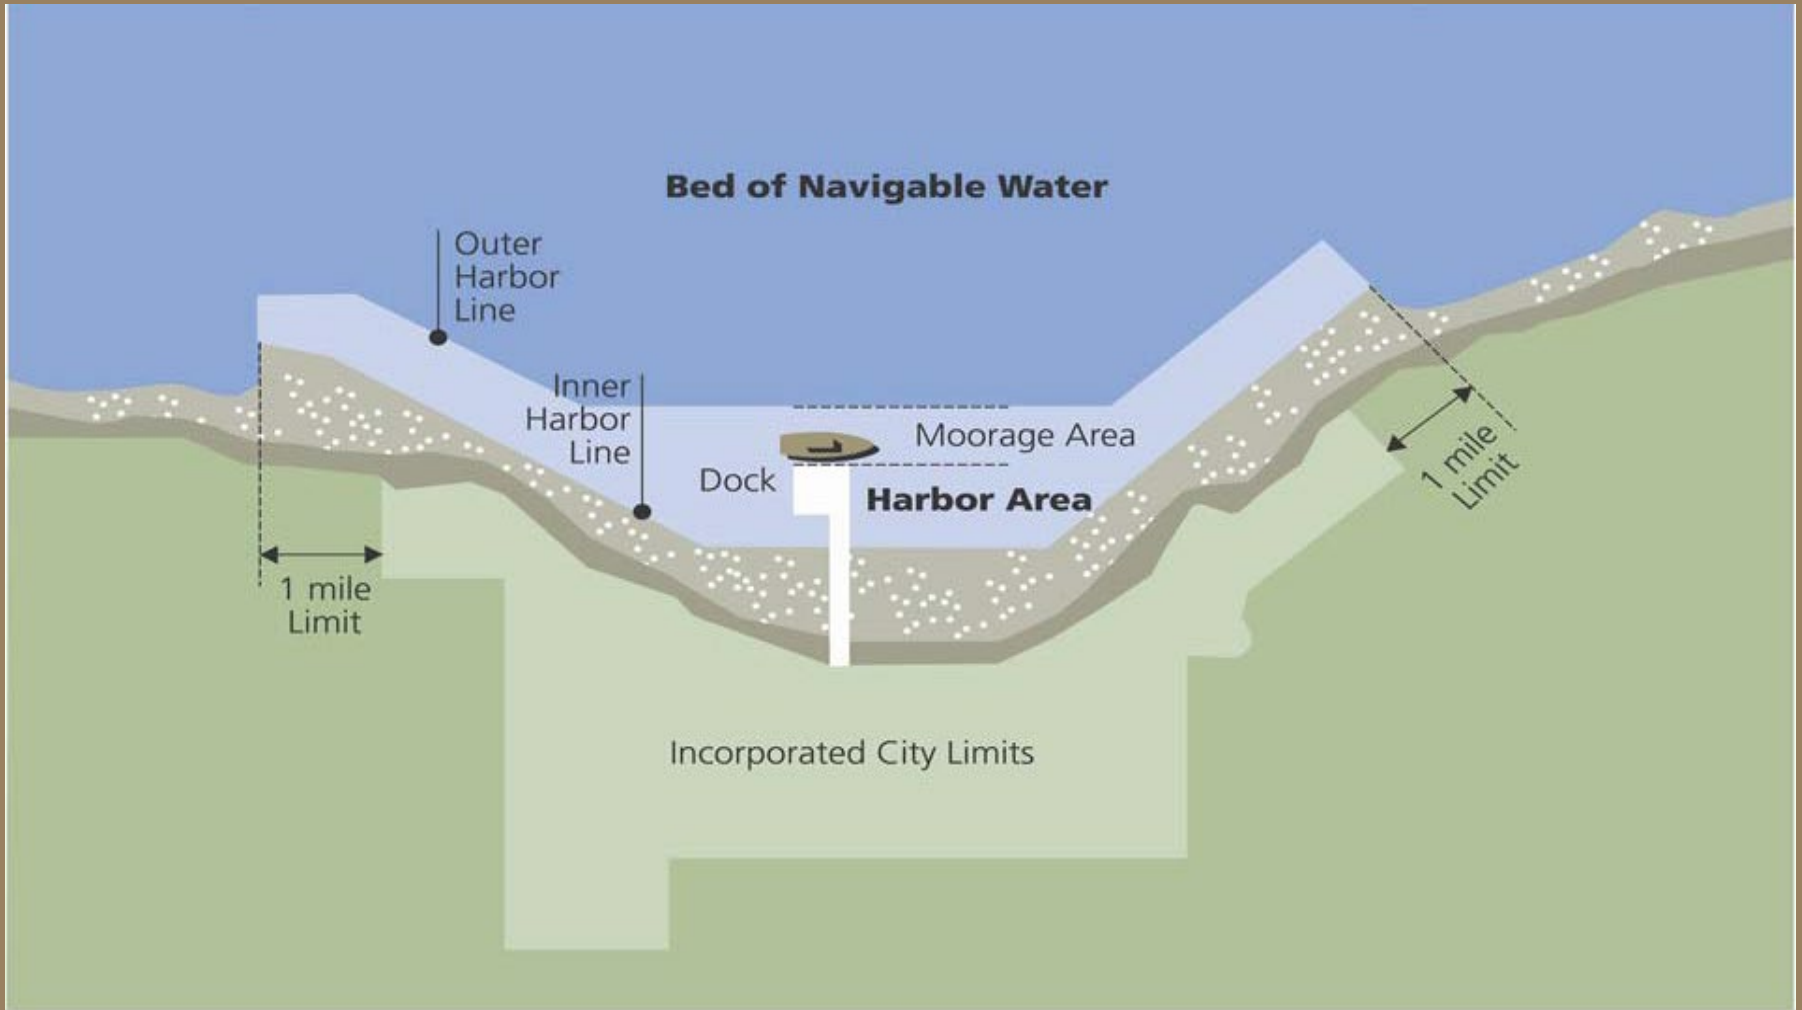 Bed of Navigable Water
Outer
Harbor
Line
Inner
Harbor
Line
Moorage Area
Dock
Harbor Area
1 mile
Limit
1 mile
Limit
Incorporated City Limits